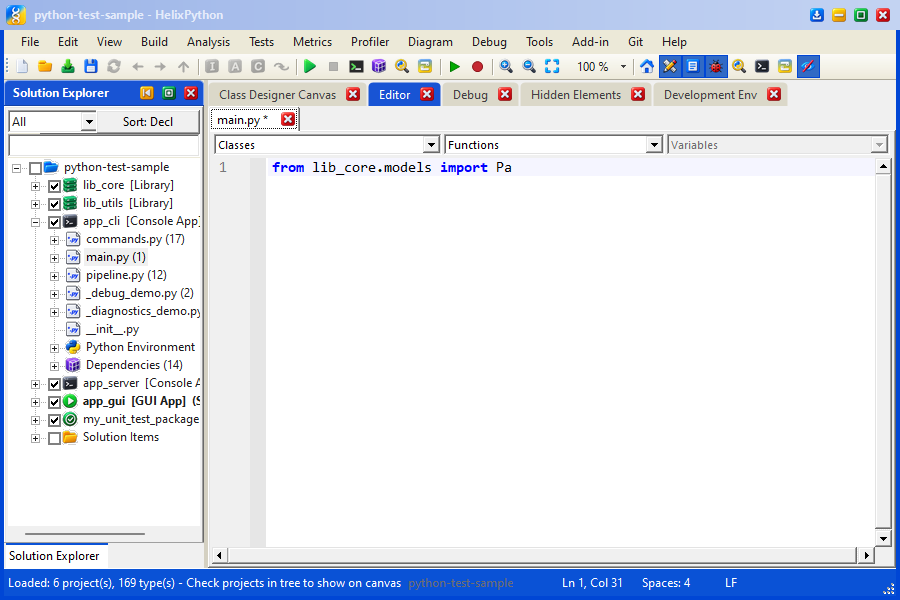 python-test-sample - HelixPython
File Edit View Build Analysis Tests Metrics Profiler Diagram Debug Tools Add-in Git Help
100 %
Solution Explorer
Class Designer Canvas Editor Debug Hidden Elements Development Env
All Sort: Decl
main.py *
Classes Functions Variables
1 from lib_core.models import Pa
python-test-sample
lib_core [Library]
lib_utils [Library]
app_cli [Console App]
commands.py (17)
main.py (1)
pipeline.py (12)
_debug_demo.py (2)
_diagnostics_demo.py
__init__.py
Python Environment
Dependencies (14)
app_server [Console A
app_gui [GUI App] (S
my_unit_test_package
Solution Items
Solution Explorer
Loaded: 6 project(s), 169 type(s) - Check projects in tree to show on canvas python-test-sample Ln 1, Col 31 Spaces: 4 LF